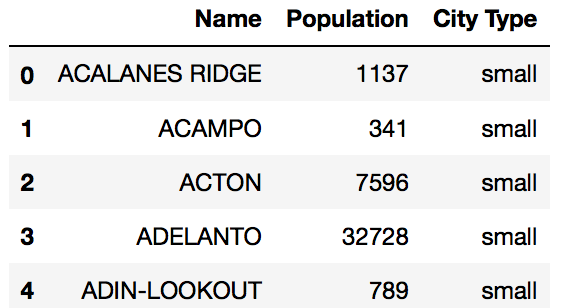 Name Population City Type
0 ACALANES RIDGE 1137 small
1 ACAMPO 341 small
2 ACTON 7596 small
3 ADELANTO 32728 small
4 ADIN-LOOKOUT 789 small